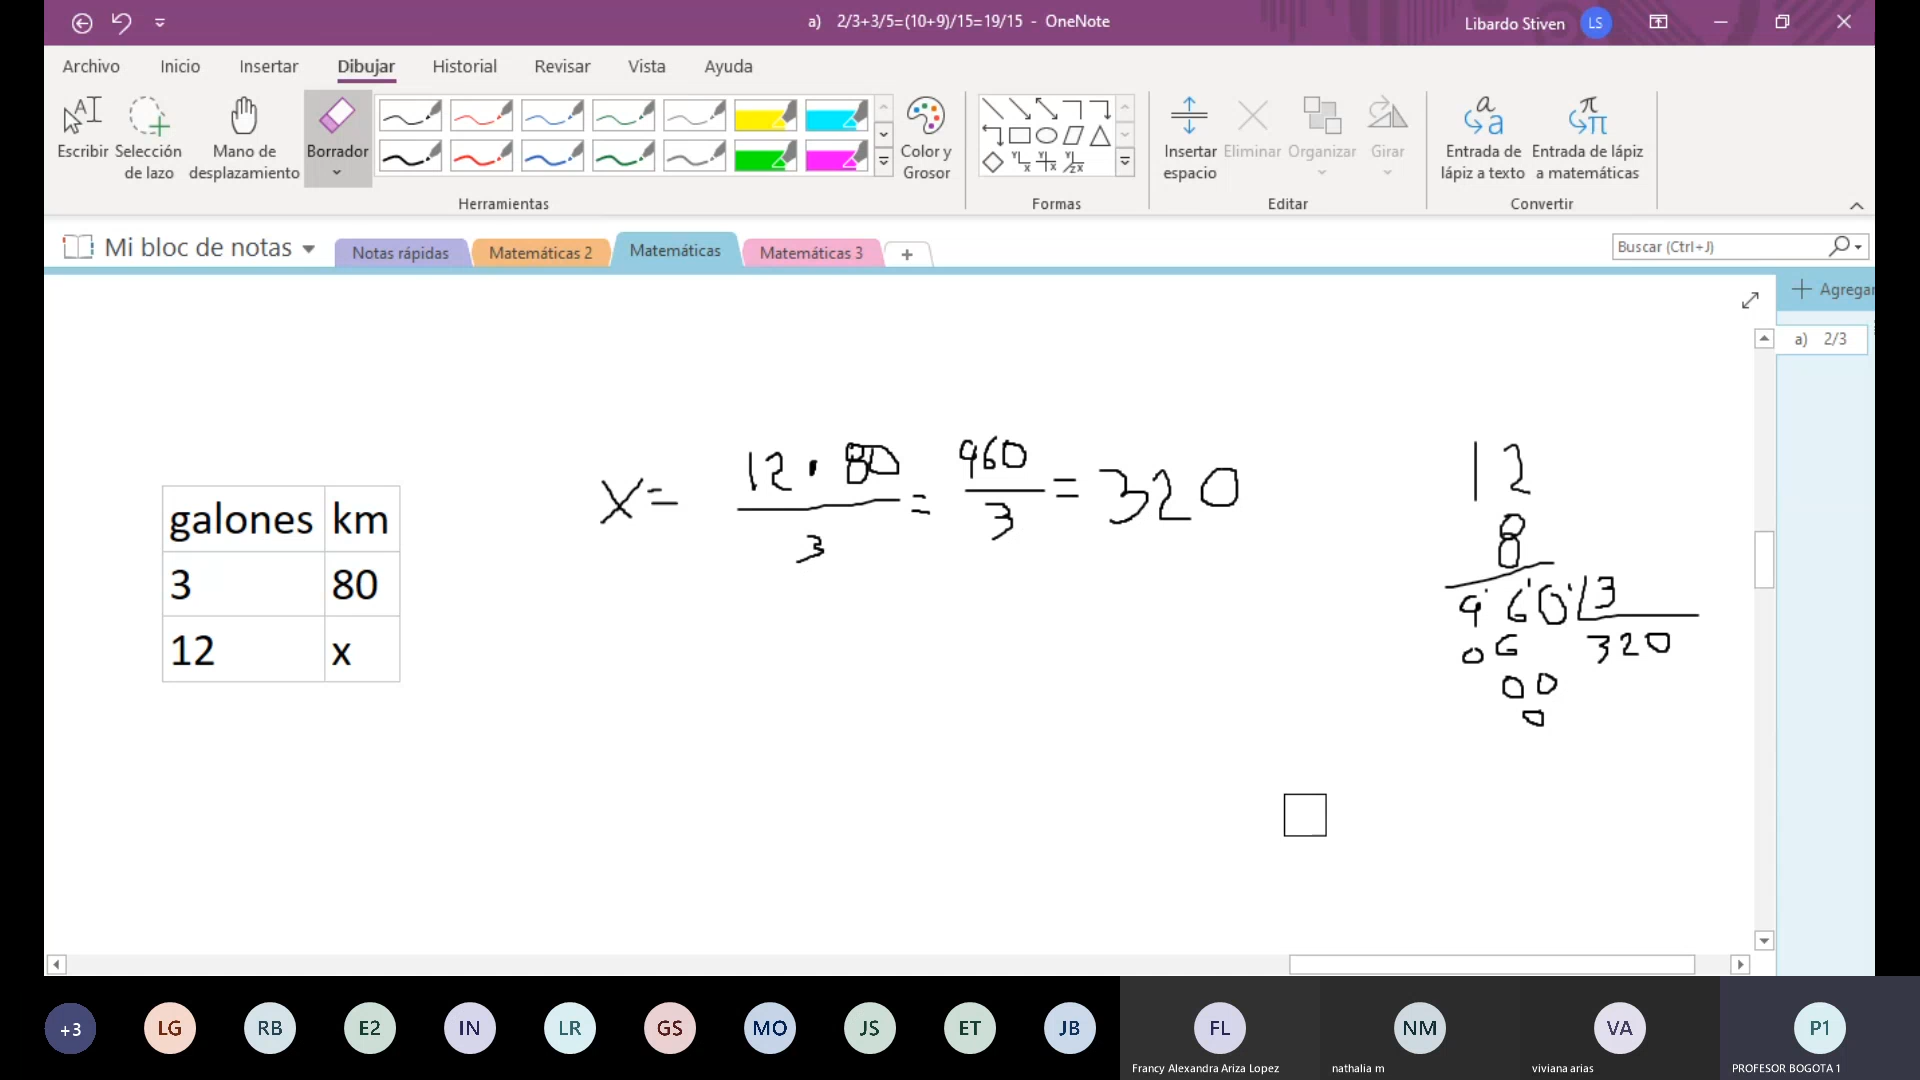 a) 2/3+3/5=(10+9)/15=19/15 - OneNote
Libardo Stiven LS
Archivo Inicio Insertar Dibujar Historial Revisar Vista Ayuda
Escribir Selección de lazo Mano de desplazamiento Borrador
Color y Grosor
Insertar espacio Eliminar Organizar Girar
Entrada de lápiz a texto Entrada de lápiz a matemáticas
Herramientas Formas Editar Convertir
Mi bloc de notas Notas rápidas Matemáticas 2 Matemáticas Matemáticas 3 +
Buscar (Ctrl+J)
Agregar
a) 2/3
galones km
3 80
12 x
x = 12 · 80 / 3 = 960 / 3 = 320
12
8
960 3
06 320
00
0
+3 LG RB E2 IN LR GS MO JS ET JB FL NM VA P1
Francy Alexandra Ariza Lopez nathalia m viviana arias PROFESOR BOGOTA 1